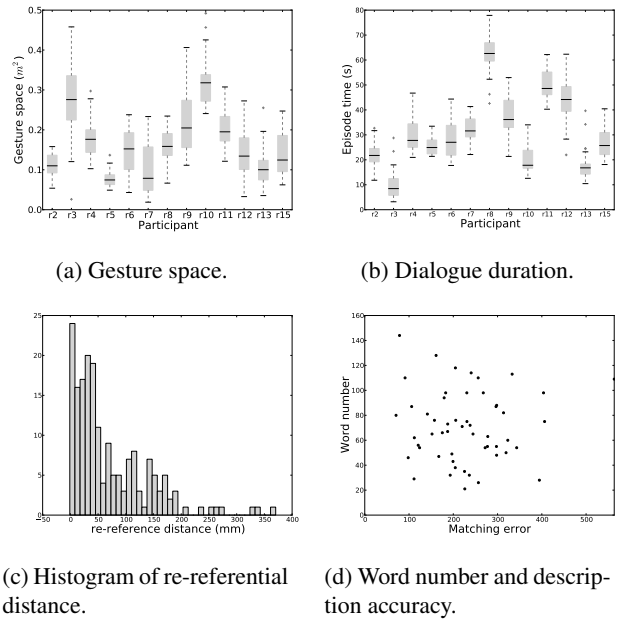 0.5
0.4
0.3
0.2
0.1
0.0
Gesture space (m²)
r2 r3 r4 r5 r6 r7 r8 r9 r10 r11 r12 r13 r15
Participant
(a) Gesture space.
80
70
60
50
40
30
20
10
0
Episode time (s)
r2 r3 r4 r5 r6 r7 r8 r9 r10 r11 r12 r13 r15
Participant
(b) Dialogue duration.
25
20
15
10
5
0
−50 0 50 100 150 200 250 300 350 400
re-reference distance (mm)
(c) Histogram of re-referential
distance.
160
140
120
100
80
60
40
20
0
Word number
0 100 200 300 400 500
Matching error
(d) Word number and descrip-
tion accuracy.